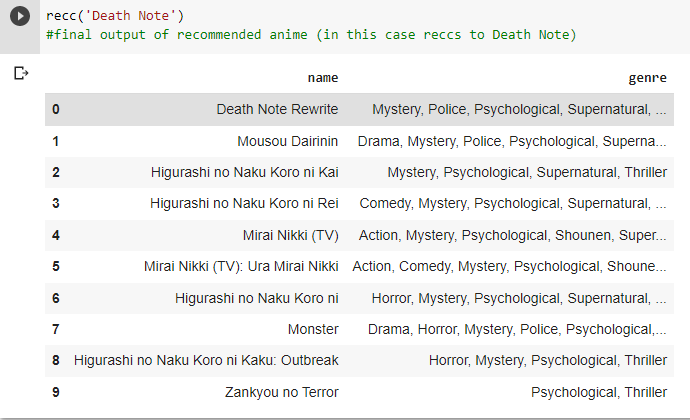 recc('Death Note')
#final output of recommended anime (in this case reccs to Death Note)
name genre
0 Death Note Rewrite Mystery, Police, Psychological, Supernatural, ...
1 Mousou Dairinin Drama, Mystery, Police, Psychological, Superna...
2 Higurashi no Naku Koro ni Kai Mystery, Psychological, Supernatural, Thriller
3 Higurashi no Naku Koro ni Rei Comedy, Mystery, Psychological, Supernatural, ...
4 Mirai Nikki (TV) Action, Mystery, Psychological, Shounen, Super...
5 Mirai Nikki (TV): Ura Mirai Nikki Action, Comedy, Mystery, Psychological, Shoune...
6 Higurashi no Naku Koro ni Horror, Mystery, Psychological, Supernatural, ...
7 Monster Drama, Horror, Mystery, Police, Psychological,...
8 Higurashi no Naku Koro ni Kaku: Outbreak Horror, Mystery, Psychological, Thriller
9 Zankyou no Terror Psychological, Thriller